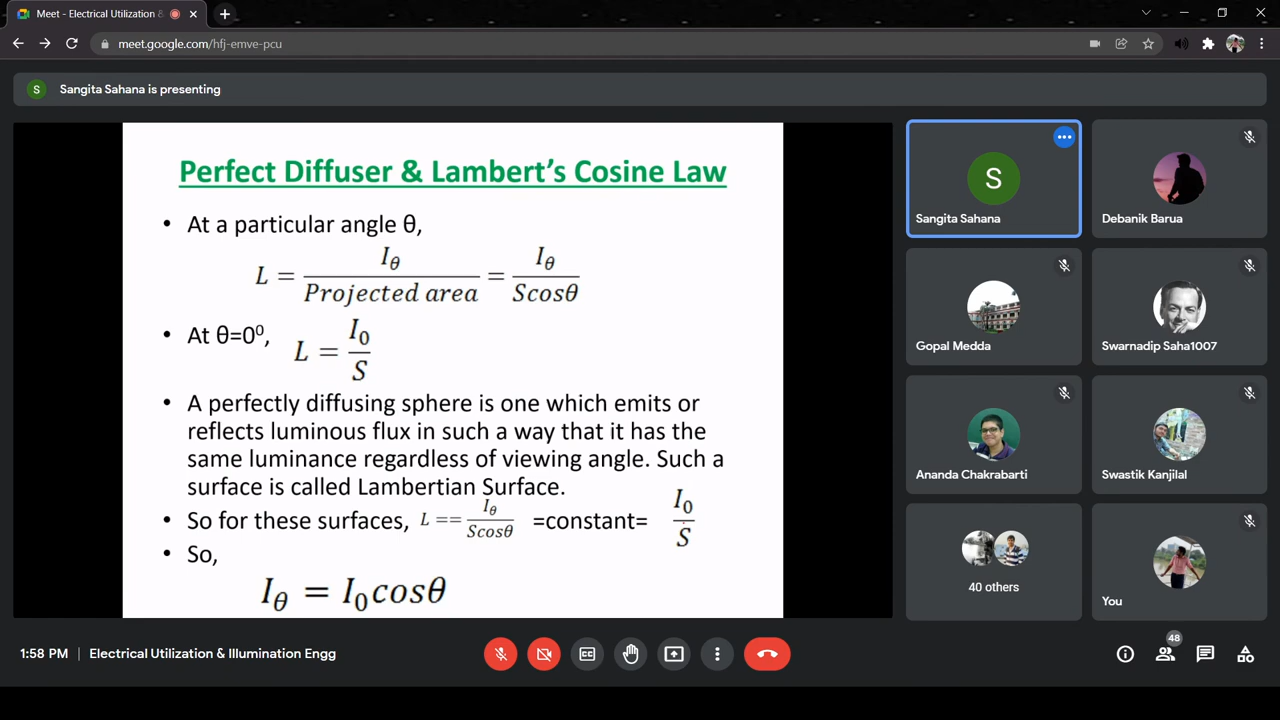 Meet - Electrical Utilization &
meet.google.com/hfj-emve-pcu
S Sangita Sahana is presenting
Perfect Diffuser & Lambert's Cosine Law
• At a particular angle θ,
L = Iθ / Projected area = Iθ / Scosθ
• At θ=0⁰, L = I₀ / S
• A perfectly diffusing sphere is one which emits or
reflects luminous flux in such a way that it has the
same luminance regardless of viewing angle. Such a
surface is called Lambertian Surface.
• So for these surfaces, L == Iθ / Scosθ =constant= I₀ / S
• So,
Iθ = I₀cosθ
S
Sangita Sahana
Debanik Barua
Gopal Medda
Swarnadip Saha1007
Ananda Chakrabarti
Swastik Kanjilal
40 others
You
1:58 PM | Electrical Utilization & Illumination Engg
CC
48